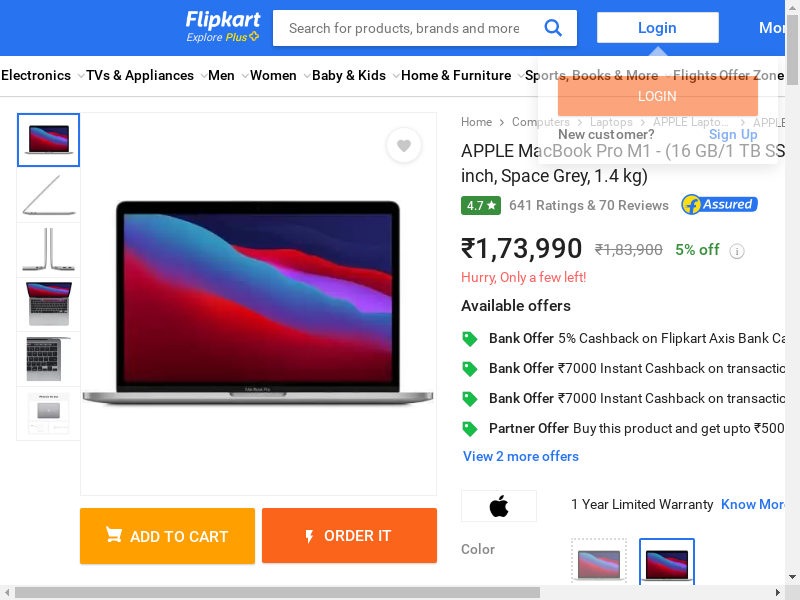 Flipkart
Explore Plus
Search for products, brands and more
Login
Electronics
TVs & Appliances
Men
Women
Baby & Kids
Home & Furniture
Sports, Books & More
Flights
Offer Zone
LOGIN
New customer?
Sign Up
Home
Computers
Laptops
APPLE Lapto...
APPLE MacBook Pro M1 - (16 GB/1 TB SS
inch, Space Grey, 1.4 kg)
4.7
641 Ratings & 70 Reviews
Assured
₹1,73,990
₹1,83,900
5% off
Hurry, Only a few left!
Available offers
Bank Offer 5% Cashback on Flipkart Axis Bank
Bank Offer ₹7000 Instant Cashback on
Bank Offer ₹7000 Instant Cashback on
Partner Offer Buy this product and get upto ₹500
View 2 more offers
1 Year Limited Warranty
Know More
Color
MacBook Pro
ADD TO CART
ORDER IT